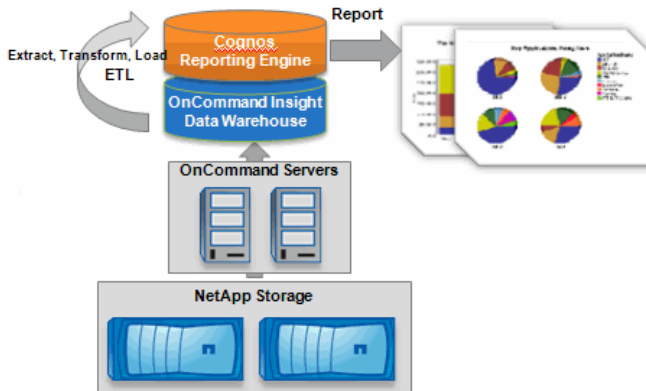 Extract, Transform, Load
ETL
Cognos
Reporting Engine
OnCommand Insight
Data Warehouse
Report
OnCommand Servers
NetApp Storage